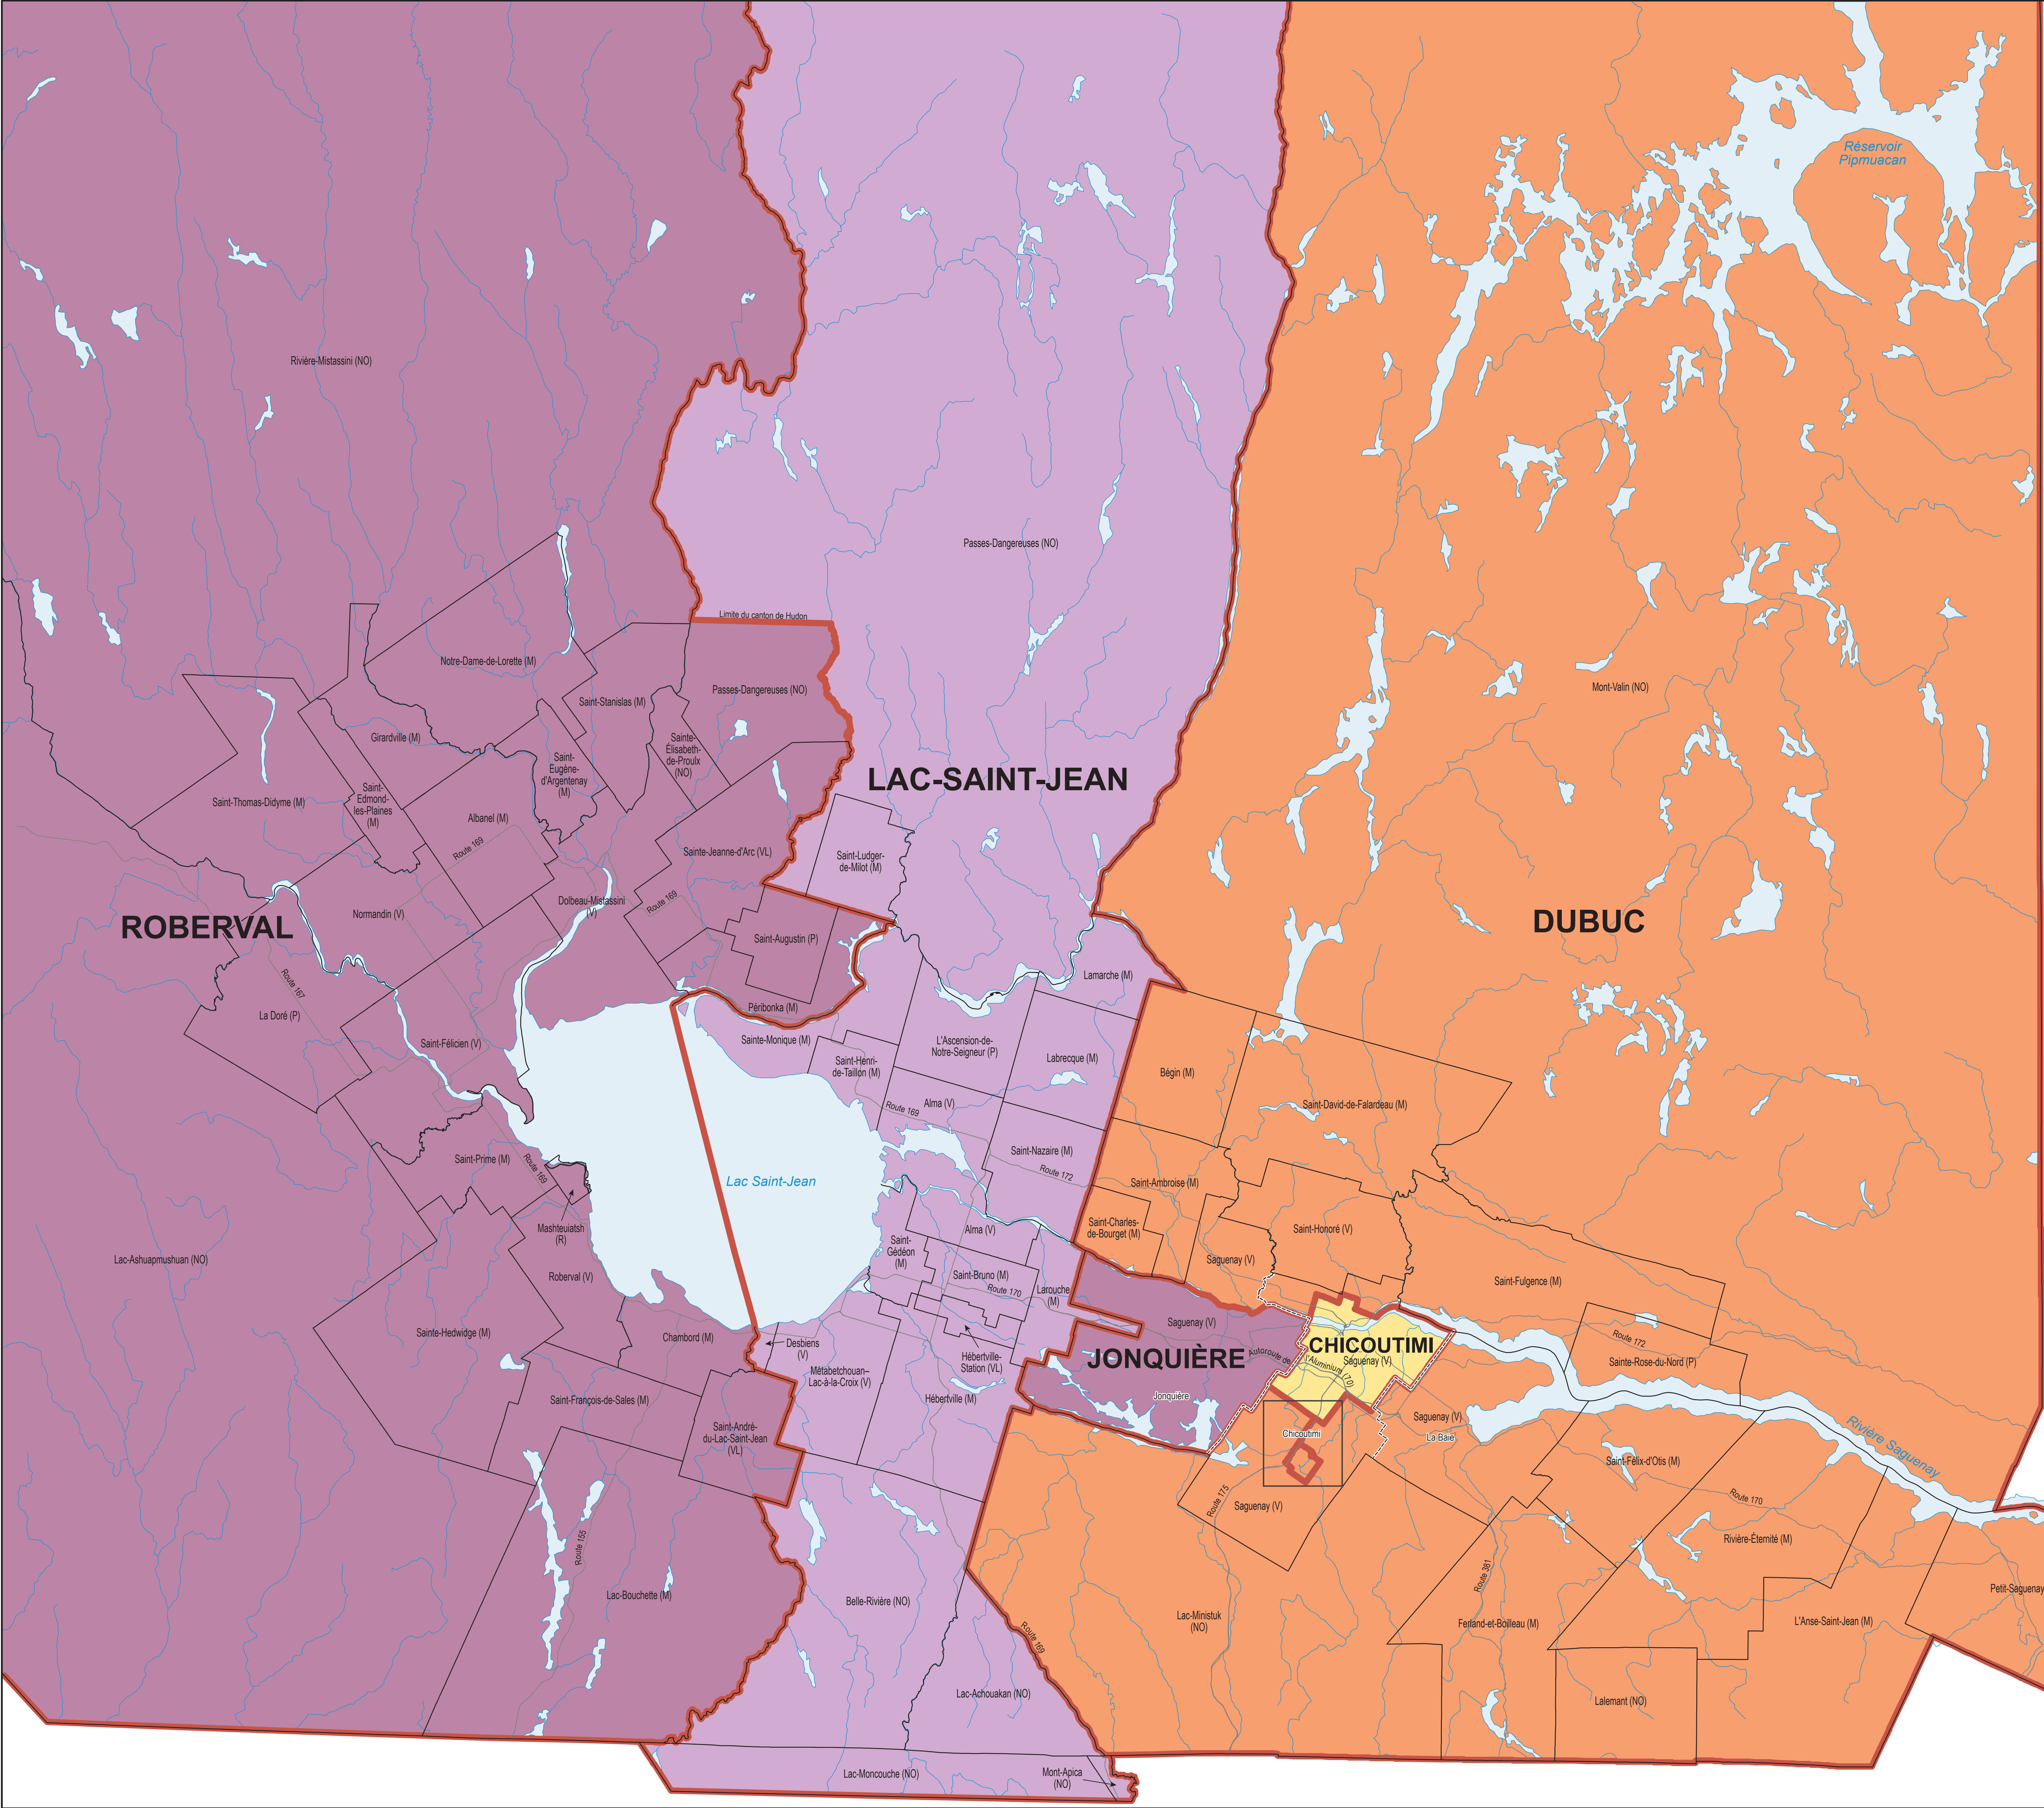 Réservoir
Pipmuacan
Rivière-Mistassini (NO)
Passes-Dangereuses (NO)
Limite du canton de Hudon
Notre-Dame-de-Lorette (M)
Saint-Stanislas (M)
Passes-Dangereuses (NO)
Mont-Valin (NO)
Girardville (M)
Sainte-
Élisabeth-
de-Proulx
(NO)
Saint-
Eugène-
d'Argentenay
(M)
LAC-SAINT-JEAN
Saint-Thomas-Didyme (M)
Saint-
Edmond-
les-Plaines
(M)
Albanel (M)
Route 169
Sainte-Jeanne-d'Arc (VL)
Saint-Ludger-
de-Milot (M)
Dolbeau-Mistassini
(V)
Route 169
Normandin (V)
ROBERVAL
DUBUC
Saint-Augustin (P)
Route 167
Lamarche (M)
La Doré (P)
Péribonka (M)
Saint-Félicien (V)
Sainte-Monique (M)
L'Ascension-de-
Notre-Seigneur (P)
Labrecque (M)
Saint-Henri-
de-Taillon (M)
Bégin (M)
Alma (V)
Route 169
Saint-David-de-Falardeau (M)
Saint-Prime (M)
Route 169
Saint-Nazaire (M)
Route 172
Lac Saint-Jean
Saint-Ambroise (M)
Mashteuiatsh
(R)
Saint-Charles-
de-Bourget (M)
Saint-Honoré (V)
Alma (V)
Saint-
Gédéon
(M)
Lac-Ashuapmushuan (NO)
Saguenay (V)
Roberval (V)
Saint-Bruno (M)
Route 170
Larouche
(M)
Saint-Fulgence (M)
Sainte-Hedwidge (M)
Chambord (M)
Desbiens
(V)
Saguenay (V)
Route 172
CHICOUTIMI
Saguenay (V)
JONQUIÈRE
Autoroute de
l'Aluminium (70)
Hébertville-
Station (VL)
Sainte-Rose-du-Nord (P)
Métabetchouan–
Lac-à-la-Croix (V)
Jonquière
Hébertville (M)
Saint-François-de-Sales (M)
Saguenay (V)
La Baie
Chicoutimi
Saint-André-
du-Lac-Saint-Jean
(VL)
Rivière Saguenay
Saint-Félix-d'Otis (M)
Route 170
Route 175
Saguenay (V)
Rivière-Éternité (M)
Route 155
Route 381
Lac-Bouchette (M)
Belle-Rivière (NO)
Petit-Saguenay
Lac-Ministuk
(NO)
Ferland-et-Boilleau (M)
L'Anse-Saint-Jean (M)
Route 169
Lac-Achouakan (NO)
Lalemant (NO)
Lac-Moncouche (NO)
Mont-Apica
(NO)